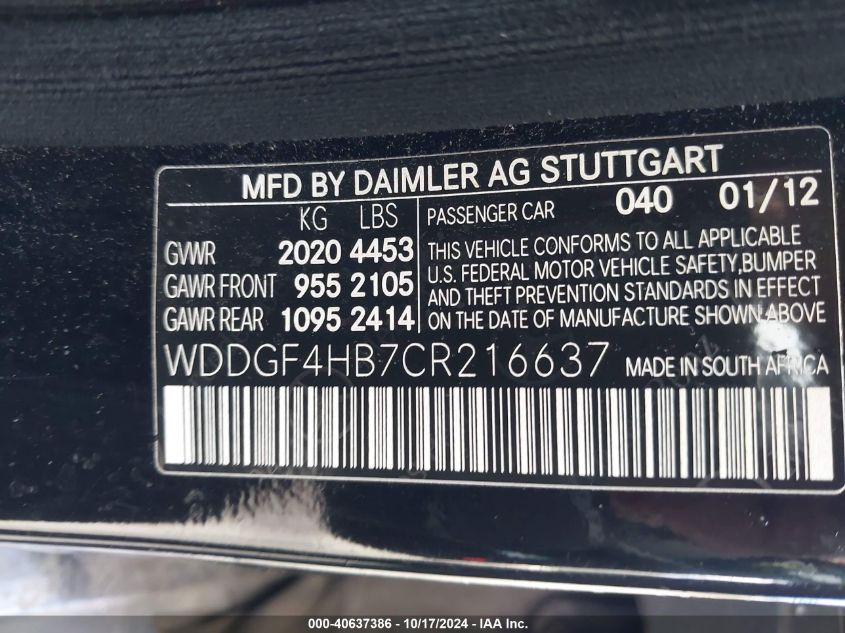 MFD BY DAIMLER AG STUTTGART
KG LBS PASSENGER CAR 040 01/12
GVWR 2020 4453 THIS VEHICLE CONFORMS TO ALL APPLICABLE
GAWR FRONT 955 2105 U.S. FEDERAL MOTOR VEHICLE SAFETY,BUMPER
AND THEFT PREVENTION STANDARDS IN EFFECT
GAWR REAR 1095 2414 ON THE DATE OF MANUFACTURE SHOWN ABOVE
WDDGF4HB7CR216637 MADE IN SOUTH AFRICA
000-40637386 - 10/17/2024 - IAA Inc.